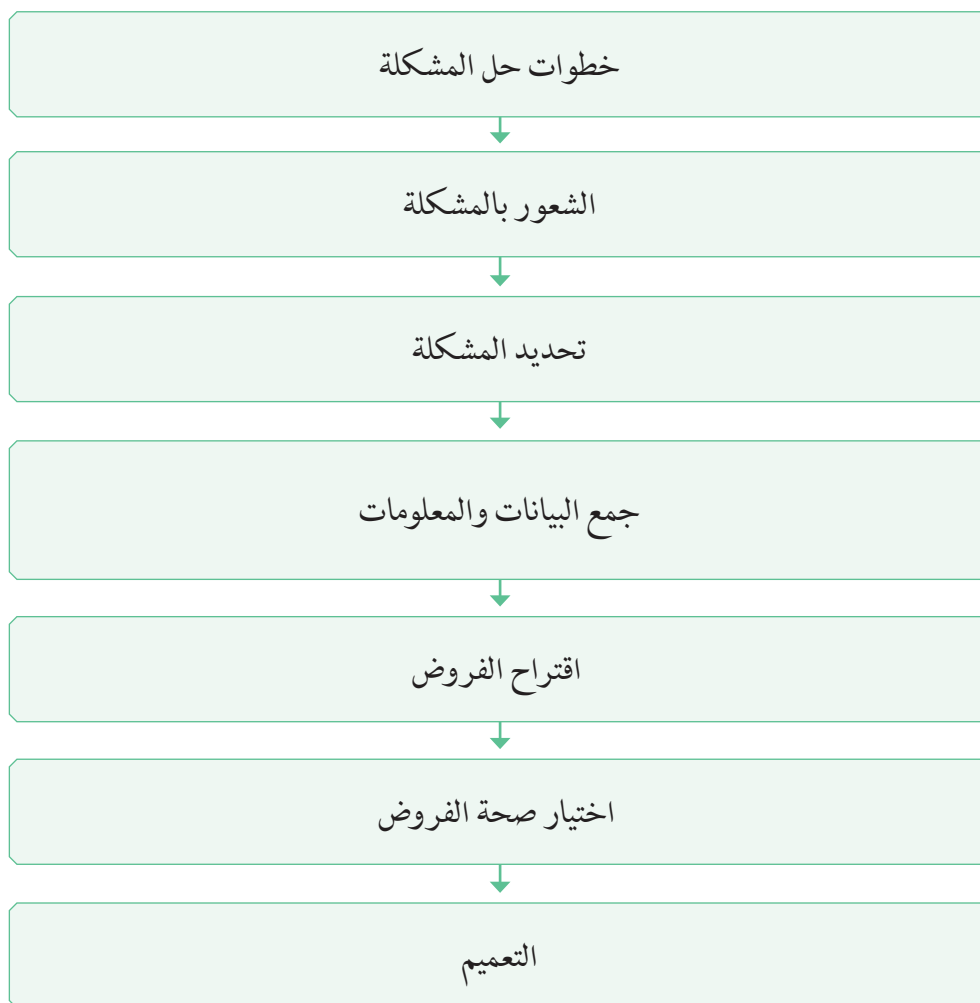 خطوات حل المشكلة
الشعور بالمشكلة
تحديد المشكلة
جمع البيانات والمعلومات
اقتراح الفروض
اختيار صحة الفروض
التعميم